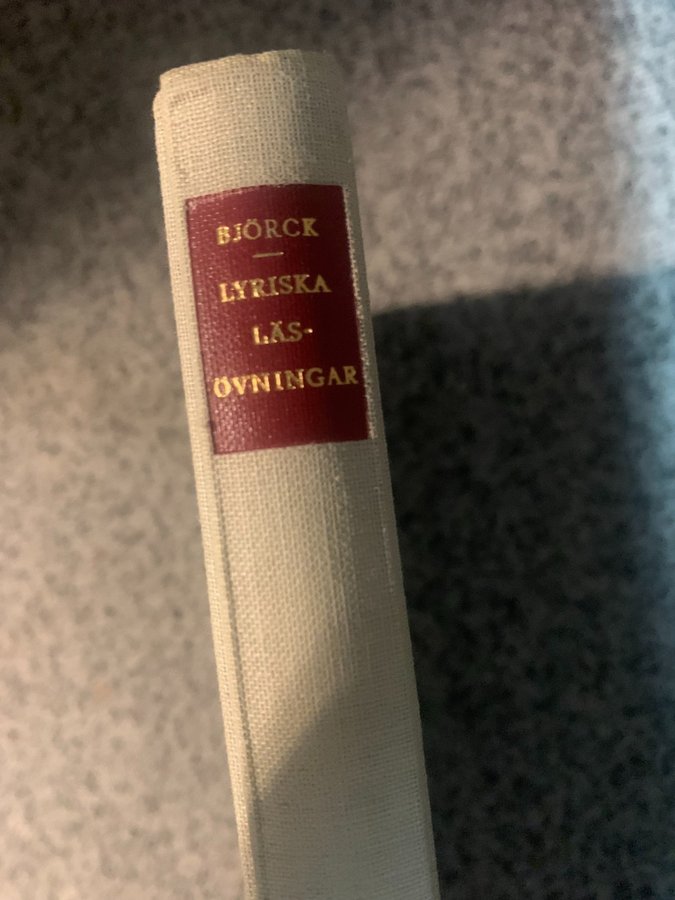 BJÖRCK
—
LYRISKA
LÄS-
ÖVNINGAR